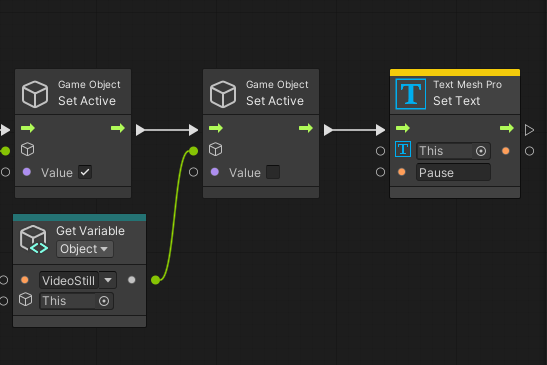 Game Object
Set Active
Value
Game Object
Set Active
Value
Text Mesh Pro
T
Set Text
T
This
Pause
Get Variable
Object
VideoStill
This